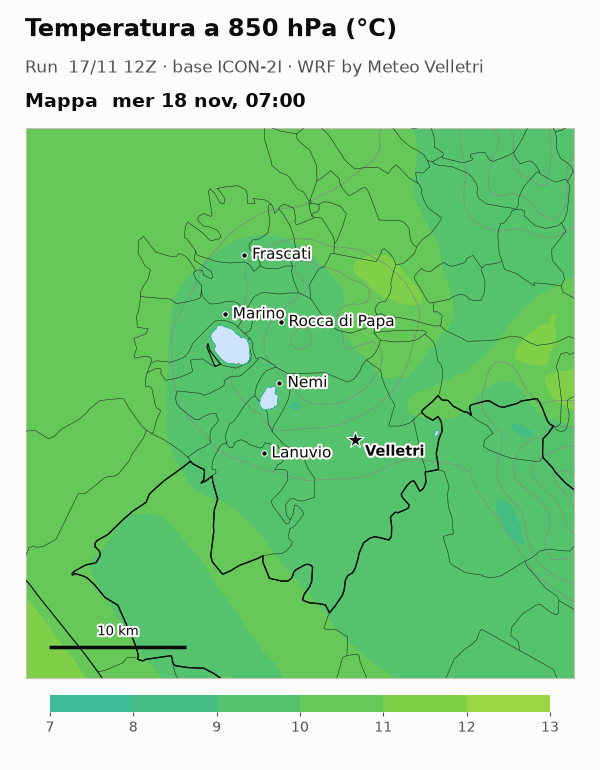 Temperatura a 850 hPa (°C)
Run  17/11 12Z · base ICON-2I · WRF by Meteo Velletri
Mappa  mer 18 nov, 07:00
Frascati
Marino
Rocca di Papa
Nemi
Velletri
Lanuvio
10 km
7 8 9 10 11 12 13